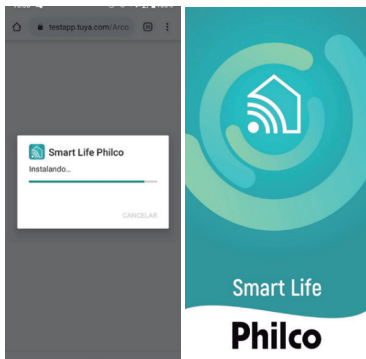 testapp.tuya.com/Arco
Smart Life Philco
Instalando...
CANCELAR
Smart Life
Philco